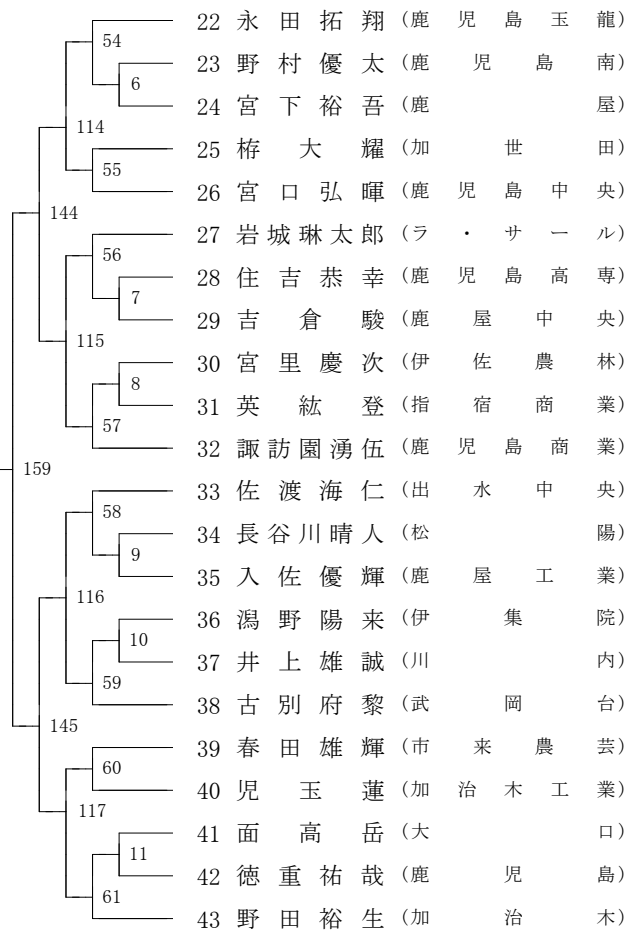 22 永田拓翔 (鹿児島玉龍)
54
23 野村優太 (鹿児島南)
6
24 宮下裕吾 (鹿屋)
114
25 栫大耀 (加世田)
55
26 宮口弘暉 (鹿児島中央)
144
27 岩城琳太郎 (ラ・サール)
56
28 住吉恭幸 (鹿児島高専)
7
29 吉倉駿 (鹿屋中央)
115
30 宮里慶次 (伊佐農林)
8
31 英紘登 (指宿商業)
57
32 諏訪園湧伍 (鹿児島商業)
159
33 佐渡海仁 (出水中央)
58
34 長谷川晴人 (松陽)
9
35 入佐優輝 (鹿屋工業)
116
36 潟野陽来 (伊集院)
10
37 井上雄誠 (川内)
59
38 古別府黎 (武岡台)
145
39 春田雄輝 (市来農芸)
60
40 児玉蓮 (加治木工業)
117
41 面高岳 (大口)
11
42 徳重祐哉 (鹿児島)
61
43 野田裕生 (加治木)